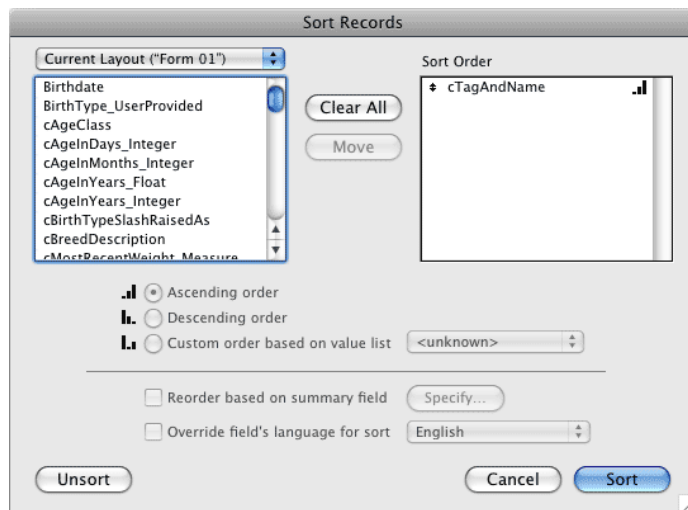 Sort Records
Current Layout ("Form 01")
Birthdate
BirthType_UserProvided
cAgeClass
cAgeInDays_Integer
cAgeInMonths_Integer
cAgeInYears_Float
cAgeInYears_Integer
cBirthTypeSlashRaisedAs
cBreedDescription
cMostRecentWeight_Measure
Clear All
Move
Sort Order
cTagAndName
Ascending order
Descending order
Custom order based on value list
<unknown>
Reorder based on summary field
Specify...
Override field's language for sort
English
Unsort
Cancel
Sort